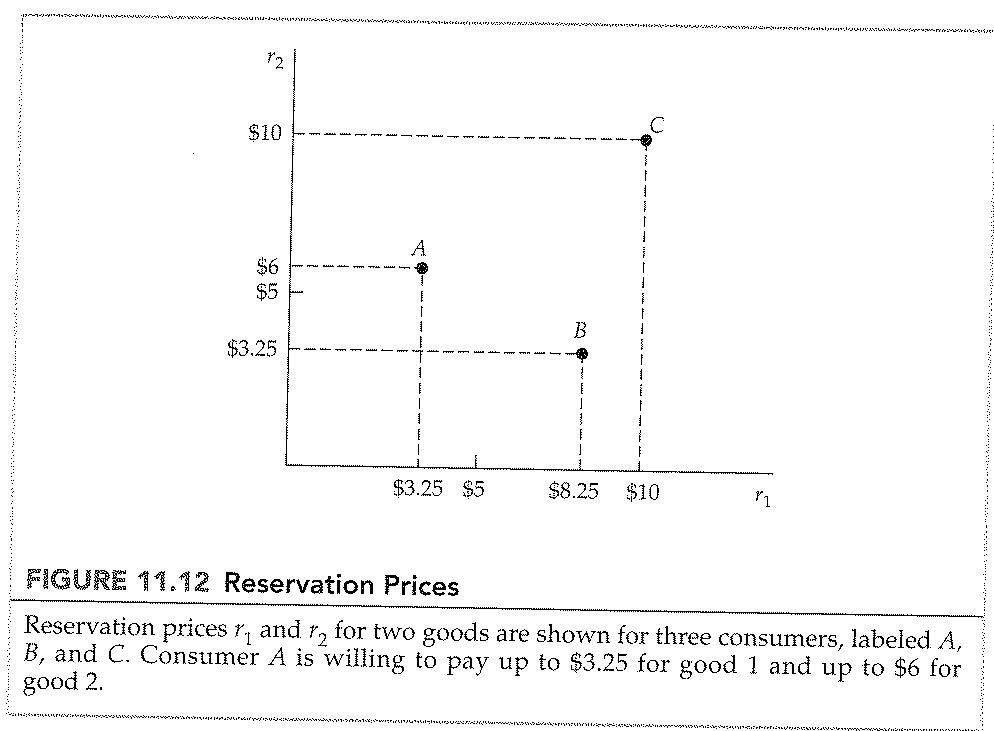 r2
$10
C
A
$6
$5
B
$3.25
$3.25 $5 $8.25 $10 r1
FIGURE 11.12 Reservation Prices
Reservation prices r1 and r2 for two goods are shown for three consumers, labeled A,
B, and C. Consumer A is willing to pay up to $3.25 for good 1 and up to $6 for
good 2.